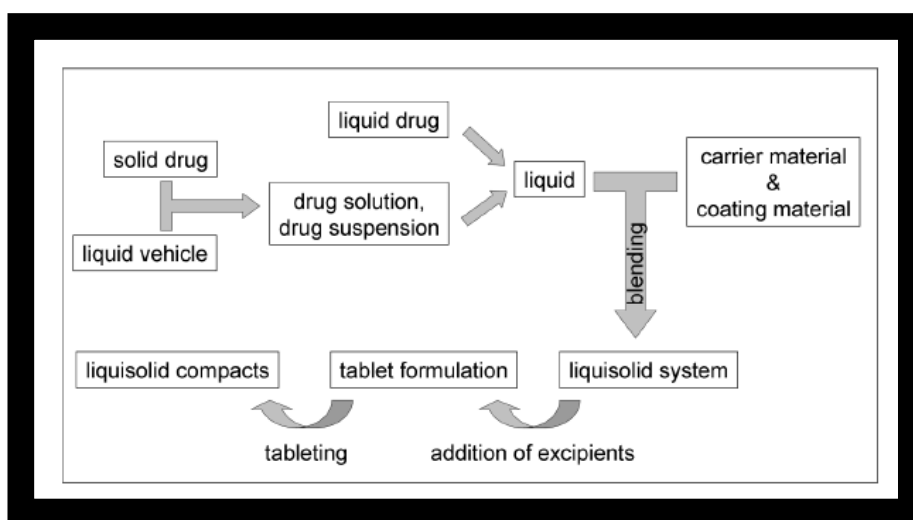 liquid drug
solid drug
liquid
carrier material
&
coating material
drug solution,
drug suspension
liquid vehicle
blending
liquisolid compacts
tablet formulation
liquisolid system
tableting
addition of excipients